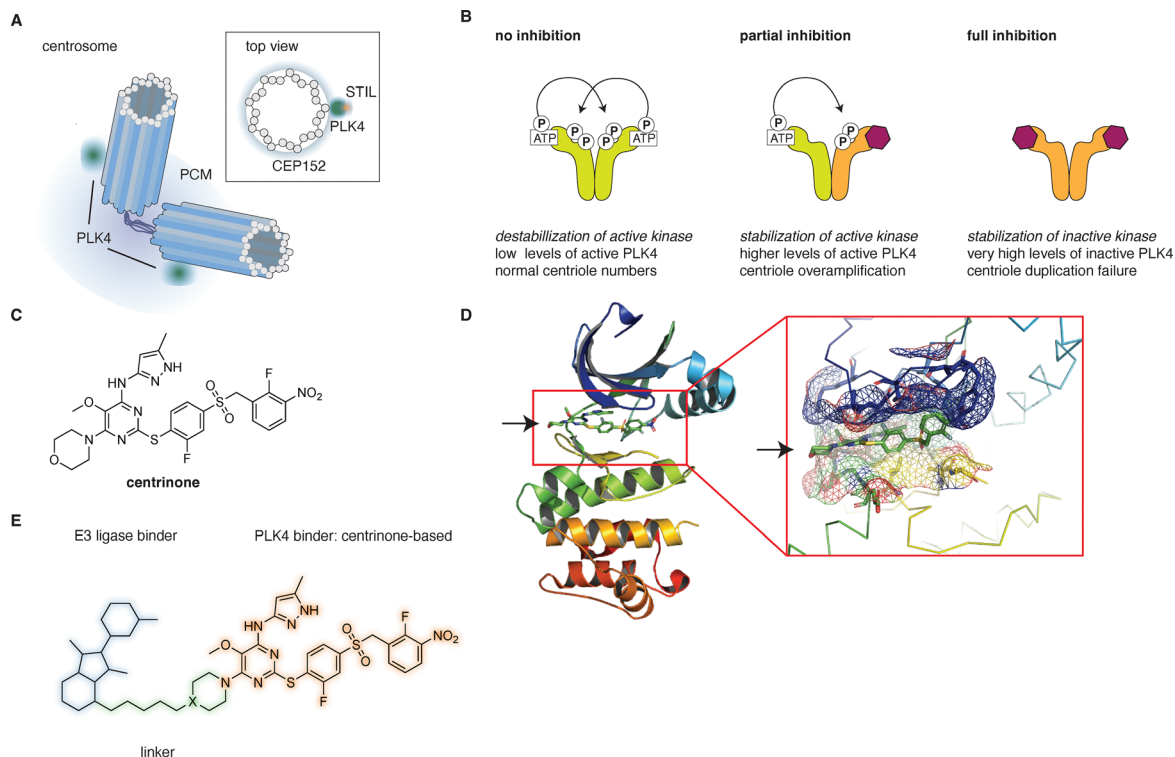 A
centrosome
top view
STIL
PLK4
CEP152
PCM
PLK4
B
no inhibition
partial inhibition
full inhibition
P
P
P
P
P
P
ATP
ATP
P
P
P
ATP
destabillization of active kinase
low levels of active PLK4
normal centriole numbers
stabilization of active kinase
higher levels of active PLK4
centriole overamplification
stabilization of inactive kinase
very high levels of inactive PLK4
centriole duplication failure
C
NH
N
HN
O
N
N
N
O
S
F
O
S
O
F
NO2
centrinone
D
E
E3 ligase binder
PLK4 binder: centrinone-based
NH
N
HN
O
N
N
N
X
S
F
O
S
O
F
NO2
linker